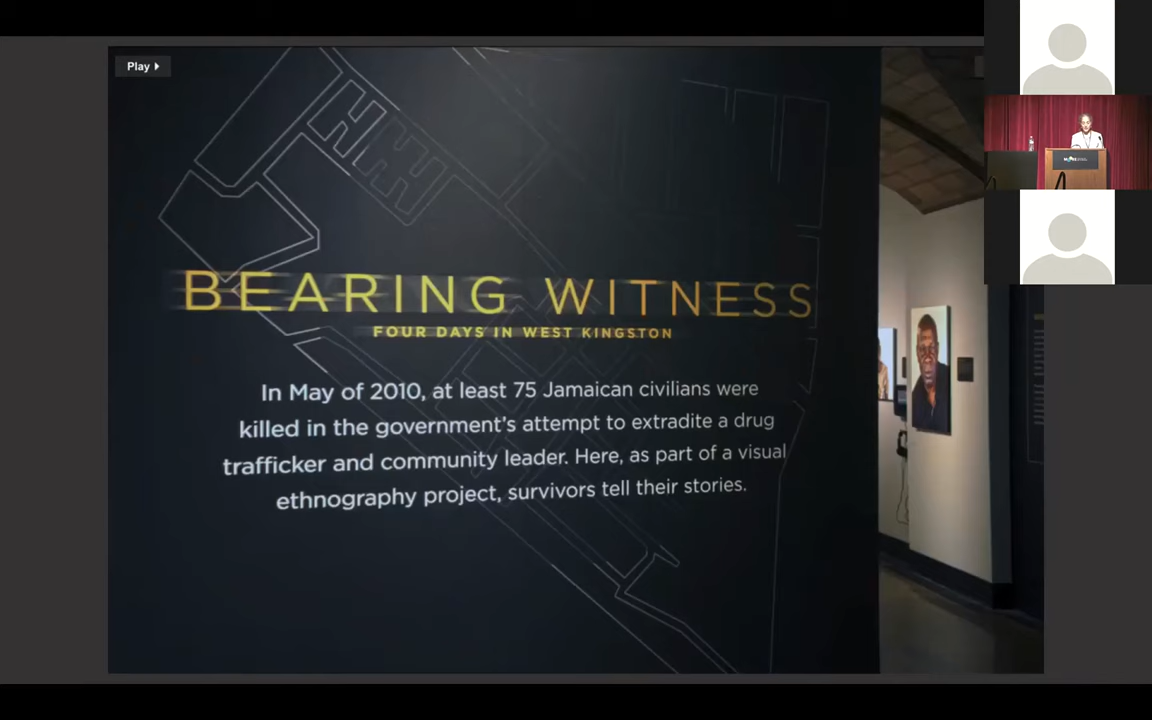 Play
BEARING WITNESS
FOUR DAYS IN WEST KINGSTON
In May of 2010, at least 75 Jamaican civilians were
killed in the government's attempt to extradite a drug
trafficker and community leader. Here, as part of a visual
ethnography project, survivors tell their stories.